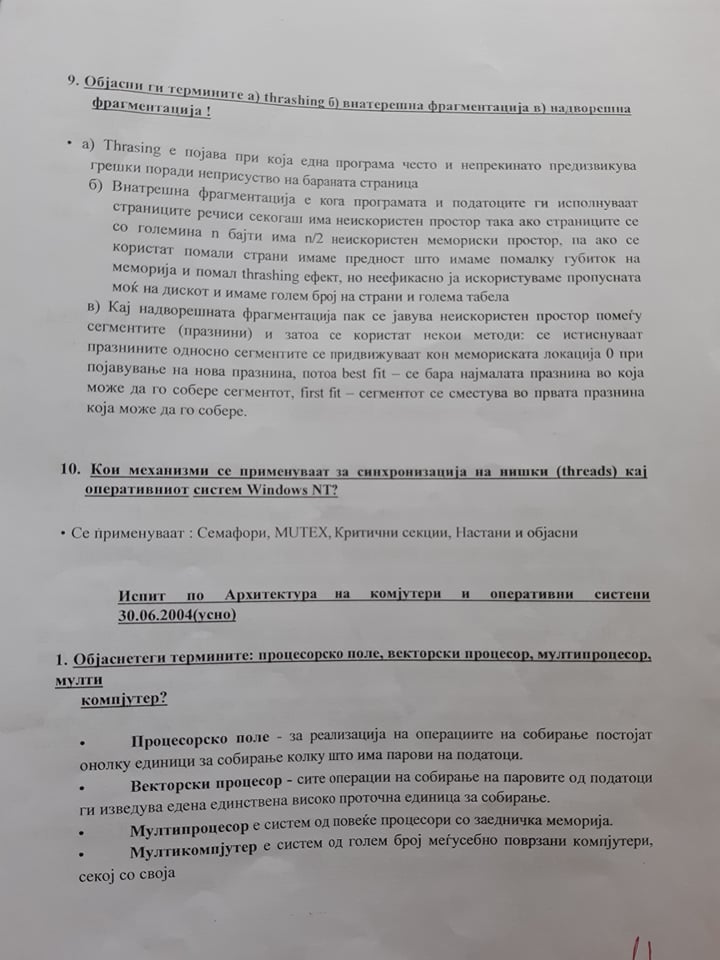 9. Објасни ги термините а) thrashing б) внатерешна фрагментација в) надворешна
фрагментација !
• а) Thrasing е појава при која една програма често и непрекинато предизвикува
грешки поради неприсуство на бараната страница
б) Внатрешна фрагментација е кога програмата и податоците ги исполнуваат
страниците речиси секогаш има неискористен простор така ако страниците се
со големина n бајти има n/2 неискористен мемориски простор, па ако се
користат помали страни имаме предност што имаме помалку губиток на
меморија и помал thrashing ефект, но неефикасно ја искористуваме пропусната
моќ на дискот и имаме голем број на страни и голема табела
в) Кај надворешната фрагментација пак се јавува неискористен простор помеѓу
сегментите (празнини) и затоа се користат некои методи: се истиснуваат
празнините односно сегментите се придвижуваат кон мемориската локација 0 при
појавување на нова празнина, потоа best fit – се бара најмалата празнина во која
може да го собере сегментот, first fit – сегментот се сместува во првата празнина
која може да го собере.
10. Кои механизми се применуваат за синхронизација на нишки (threads) кај
оперативниот систем Windows NT?
• Се применуваат : Семафори, MUTEX, Критични секции, Настани и објасни
Испит по Архитектура на комјутери и оперативни систени
30.06.2004(усно)
1. Објаснетеги термините: процесорско поле, векторски процесор, мултипроцесор,
мулти
компјутер?
• Процесорско поле - за реализација на операциите на собирање постојат
онолку единици за собирање колку што има парови на податоци.
• Векторски процесор - сите операции на собирање на паровите од податоци
ги изведува едена единствена високо проточна единица за собирање.
• Мултипроцесор е систем од повеќе процесори со заедничка меморија.
• Мултикомпјутер е систем од голем број меѓусебно поврзани компјутери,
секој со своја